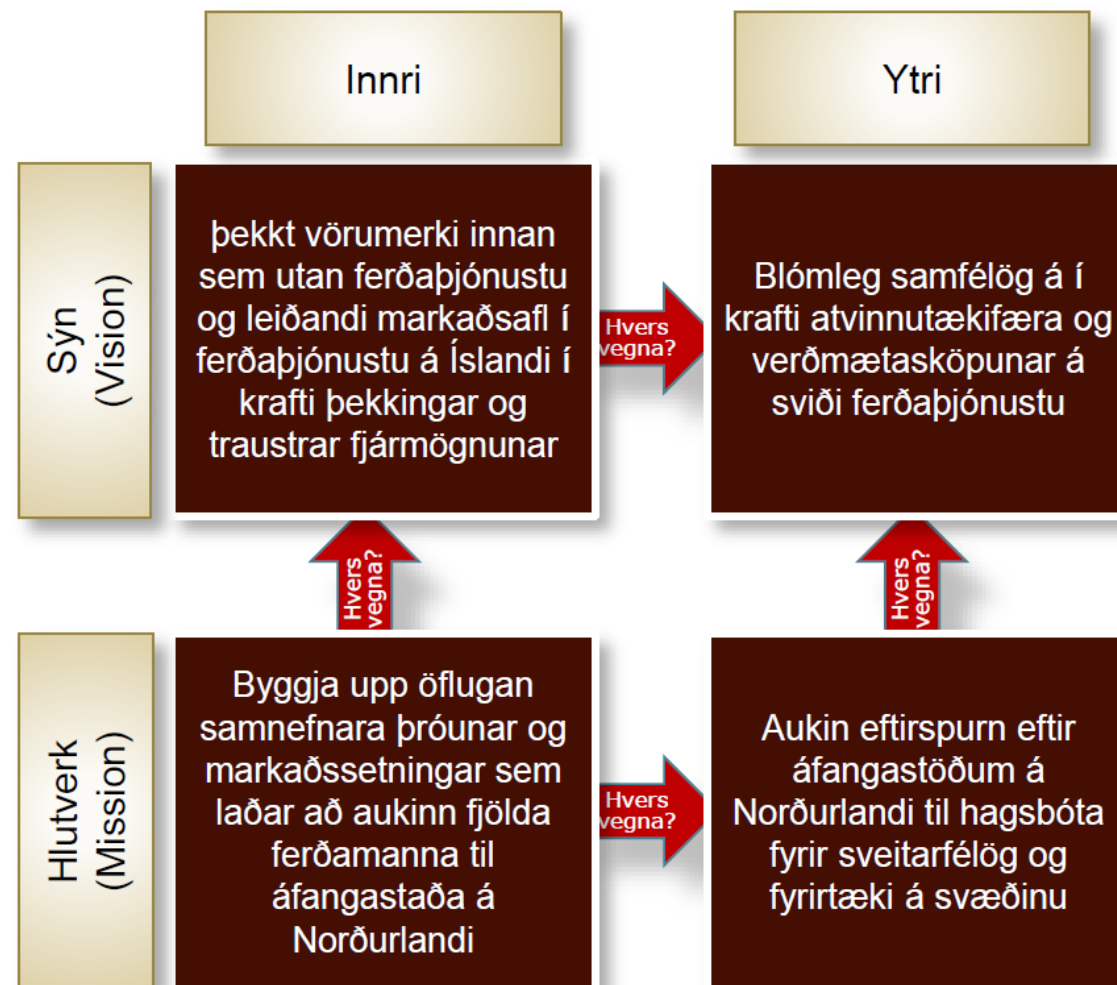 Innri
Ytri
Sýn
(Vision)
þekkt vörumerki innan
sem utan ferðaþjónustu
og leiðandi markaðsafl í
ferðaþjónustu á Íslandi í
krafti þekkingar og
traustrar fjármögnunar
Hvers
vegna?
Blómleg samfélög á í
krafti atvinnutækifæra og
verðmætasköpunar á
sviði ferðaþjónustu
Hvers
vegna?
Hvers
vegna?
Hlutverk
(Mission)
Byggja upp öflugan
samnefnara þróunar og
markaðssetningar sem
laðar að aukinn fjölda
ferðamanna til
áfangastaða á
Norðurlandi
Hvers
vegna?
Aukin eftirspurn eftir
áfangastöðum á
Norðurlandi til hagsbóta
fyrir sveitarfélög og
fyrirtæki á svæðinu